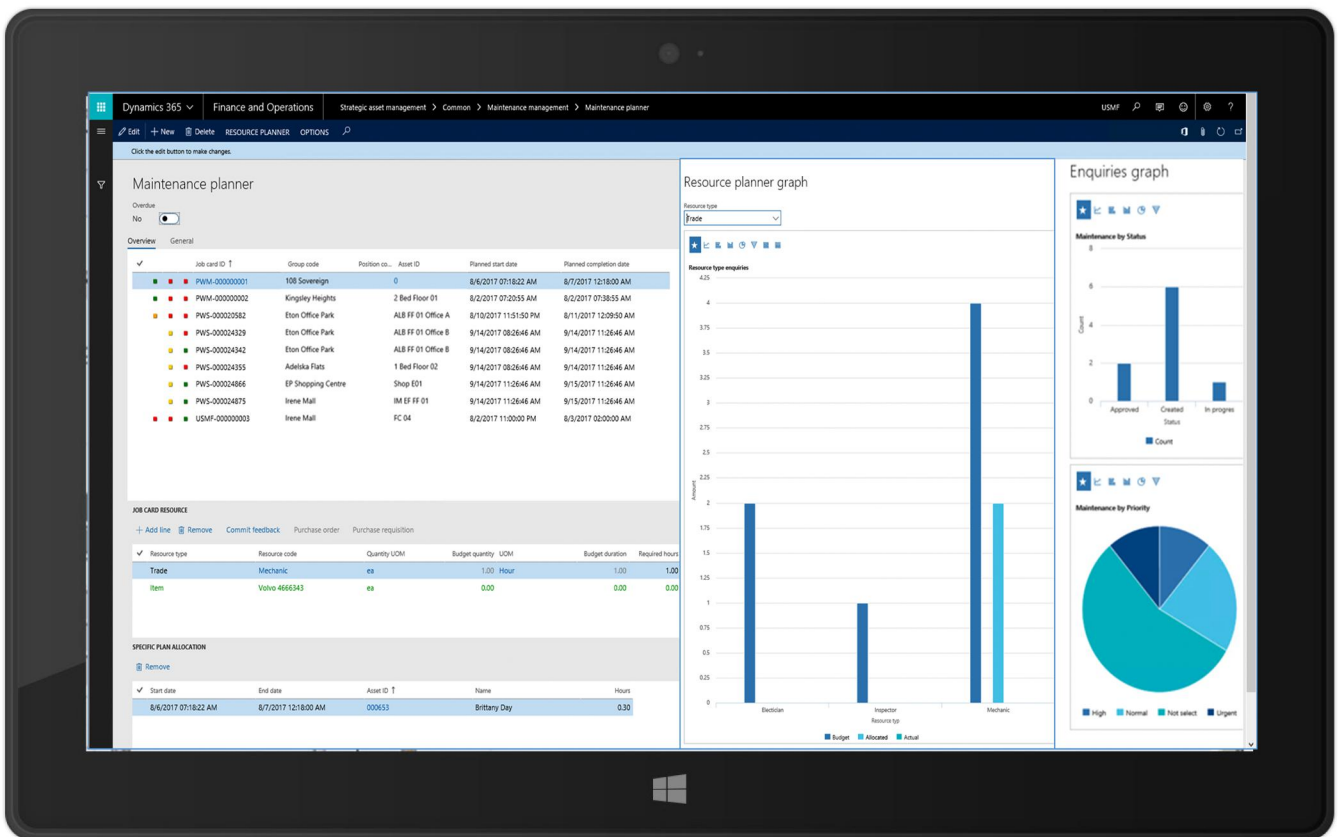 Dynamics 365 Finance and Operations Strategic asset management > Common > Maintenance management > Maintenance planner USMF ?
Edit + New Delete RESOURCE PLANNER OPTIONS
Click the edit button to make changes.
Maintenance planner
Overdue
No
Overview General
Job card ID ↑ Group code Position co... Asset ID Planned start date Planned completion date
PWM-000000001 108 Sovereign 0 8/6/2017 07:18:22 AM 8/7/2017 12:18:00 AM
PWM-000000002 Kingsley Heights 2 Bed Floor 01 8/2/2017 07:20:55 AM 8/2/2017 07:38:55 AM
PWS-000020582 Eton Office Park ALB FF 01 Office A 8/10/2017 11:51:50 PM 8/11/2017 12:09:50 AM
PWS-000024329 Eton Office Park ALB FF 01 Office B 9/14/2017 08:26:46 AM 9/14/2017 11:26:46 AM
PWS-000024342 Eton Office Park ALB FF 01 Office B 9/14/2017 08:26:46 AM 9/14/2017 11:26:46 AM
PWS-000024355 Adelska Flats 1 Bed Floor 02 9/14/2017 08:26:46 AM 9/14/2017 11:26:46 AM
PWS-000024866 EP Shopping Centre Shop E01 9/14/2017 11:26:46 AM 9/15/2017 11:26:46 AM
PWS-000024875 Irene Mall IM EF FF 01 9/14/2017 11:26:46 AM 9/15/2017 11:26:46 AM
USMF-000000003 Irene Mall FC 04 8/2/2017 11:00:00 PM 8/3/2017 02:00:00 AM
JOB CARD RESOURCE
+ Add line Remove Commit feedback Purchase order Purchase requisition
Resource type Resource code Quantity UOM Budget quantity UOM Budget duration Required hours
Trade Mechanic ea 1.00 Hour 1.00 1.00
Item Volvo 4666343 ea 0.00 0.00 0.00
SPECIFIC PLAN ALLOCATION
Remove
Start date End date Asset ID ↑ Name Hours
8/6/2017 07:18:22 AM 8/7/2017 12:18:00 AM 000653 Brittany Day 0.30
Resource planner graph
Resource type
Trade
Resource type enquiries
4.25
4
3.75
3.5
3.25
3
2.75
2.5
2.25
2
1.75
1.5
1.25
1
0.75
0.5
0.25
0
Amount
Electician Inspector Mechanic
Resource typ
Budget Allocated Actual
Enquiries graph
Maintenance by Status
8
6
4
2
0
Count
Approved Created In progres
Status
Count
Maintenance by Priority
High Normal Not select Urgent